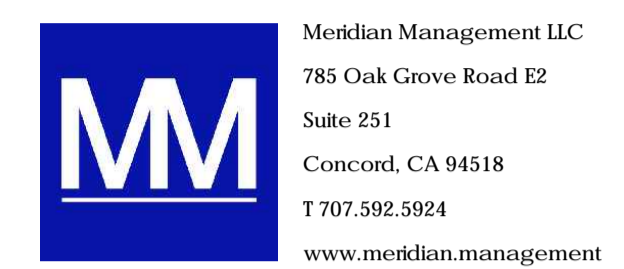 MM
Meridian Management LLC
785 Oak Grove Road E2
Suite 251
Concord, CA 94518
T 707.592.5924
www.meridian.management